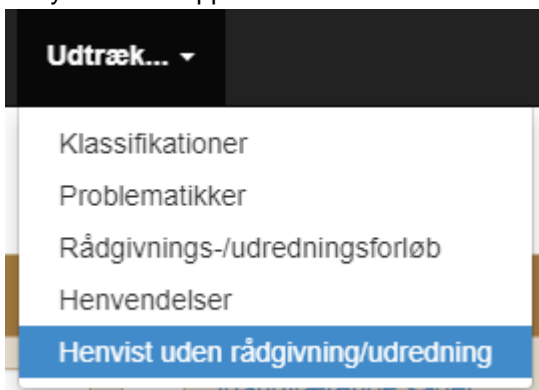 Udtræk...
Klassifikationer
Problematikker
Rådgivnings-/udredningsforløb
Henvendelser
Henvist uden rådgivning/udredning